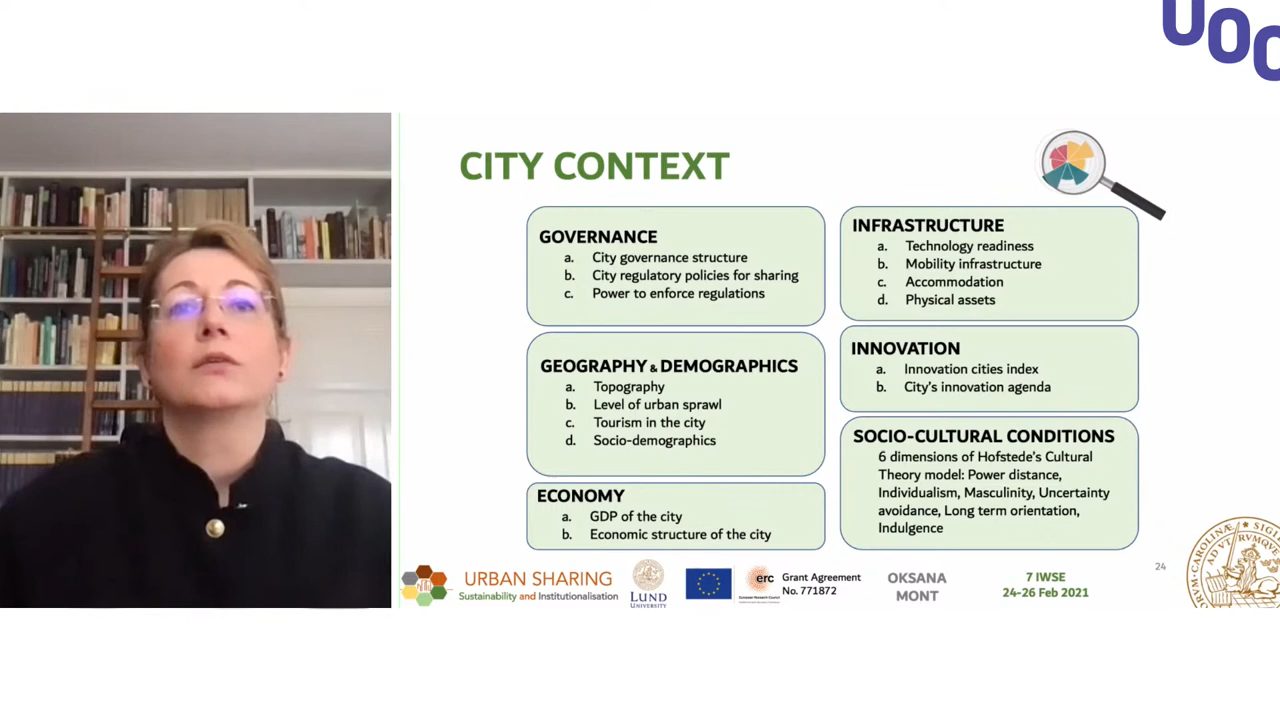 UOC
CITY CONTEXT
GOVERNANCE
a. City governance structure
b. City regulatory policies for sharing
c. Power to enforce regulations
GEOGRAPHY & DEMOGRAPHICS
a. Topography
b. Level of urban sprawl
c. Tourism in the city
d. Socio-demographics
ECONOMY
a. GDP of the city
b. Economic structure of the city
INFRASTRUCTURE
a. Technology readiness
b. Mobility infrastructure
c. Accommodation
d. Physical assets
INNOVATION
a. Innovation cities index
b. City's innovation agenda
SOCIO-CULTURAL CONDITIONS
6 dimensions of Hofstede's Cultural
Theory model: Power distance,
Individualism, Masculinity, Uncertainty
avoidance, Long term orientation,
Indulgence
24
URBAN SHARING
Sustainability and Institutionalisation
LUND
UNIVERSITY
erc
European Research Council
Grant Agreement
No. 771872
OKSANA
MONT
7 IWSE
24-26 Feb 2021